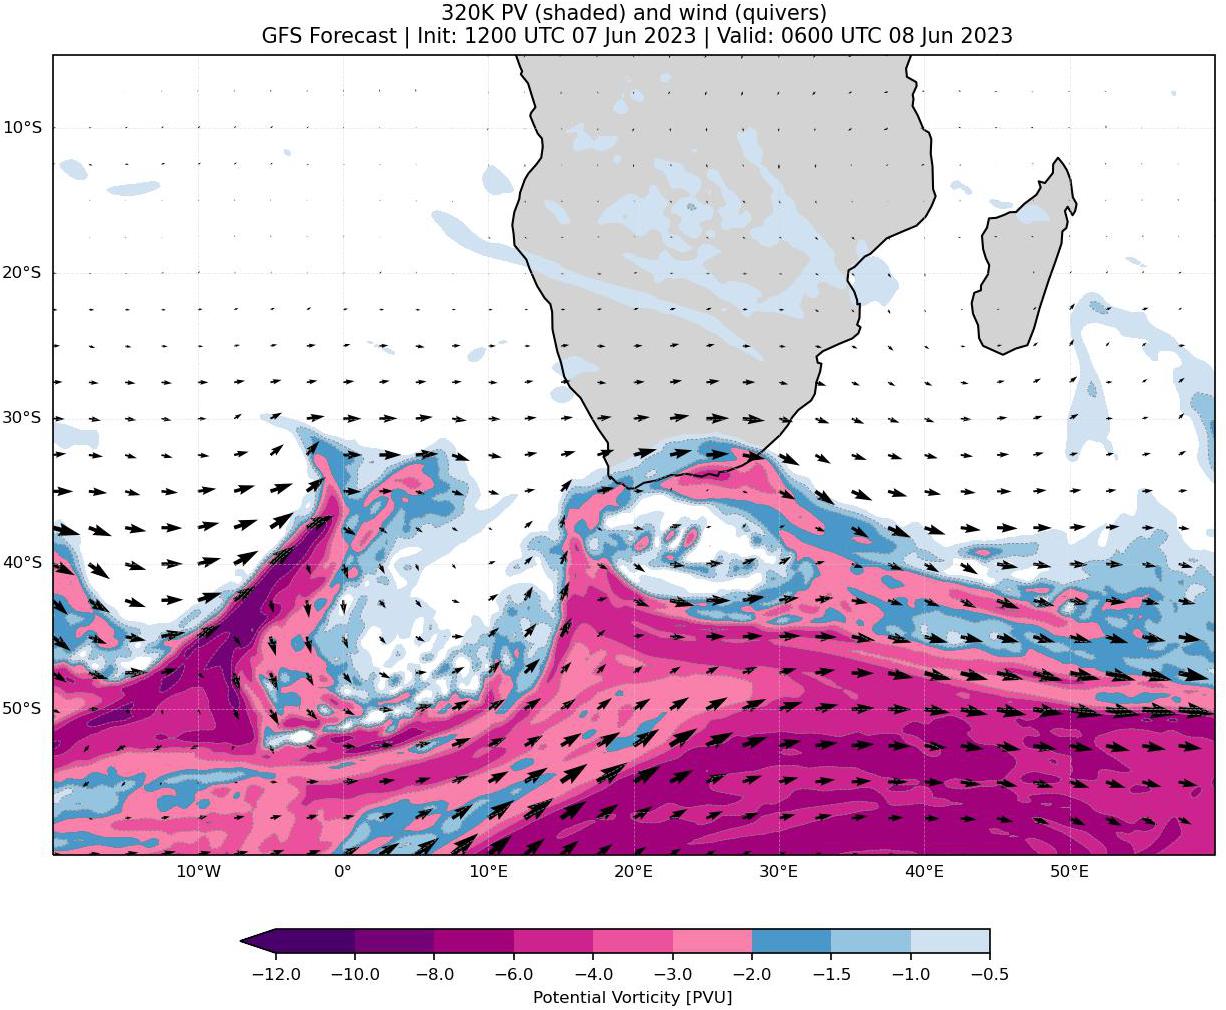 320K PV (shaded) and wind (quivers)
GFS Forecast | Init: 1200 UTC 07 Jun 2023 | Valid: 0600 UTC 08 Jun 2023
10°S
20°S
30°S
40°S
50°S
10°W 0° 10°E 20°E 30°E 40°E 50°E
−12.0 −10.0 −8.0 −6.0 −4.0 −3.0 −2.0 −1.5 −1.0 −0.5
Potential Vorticity [PVU]